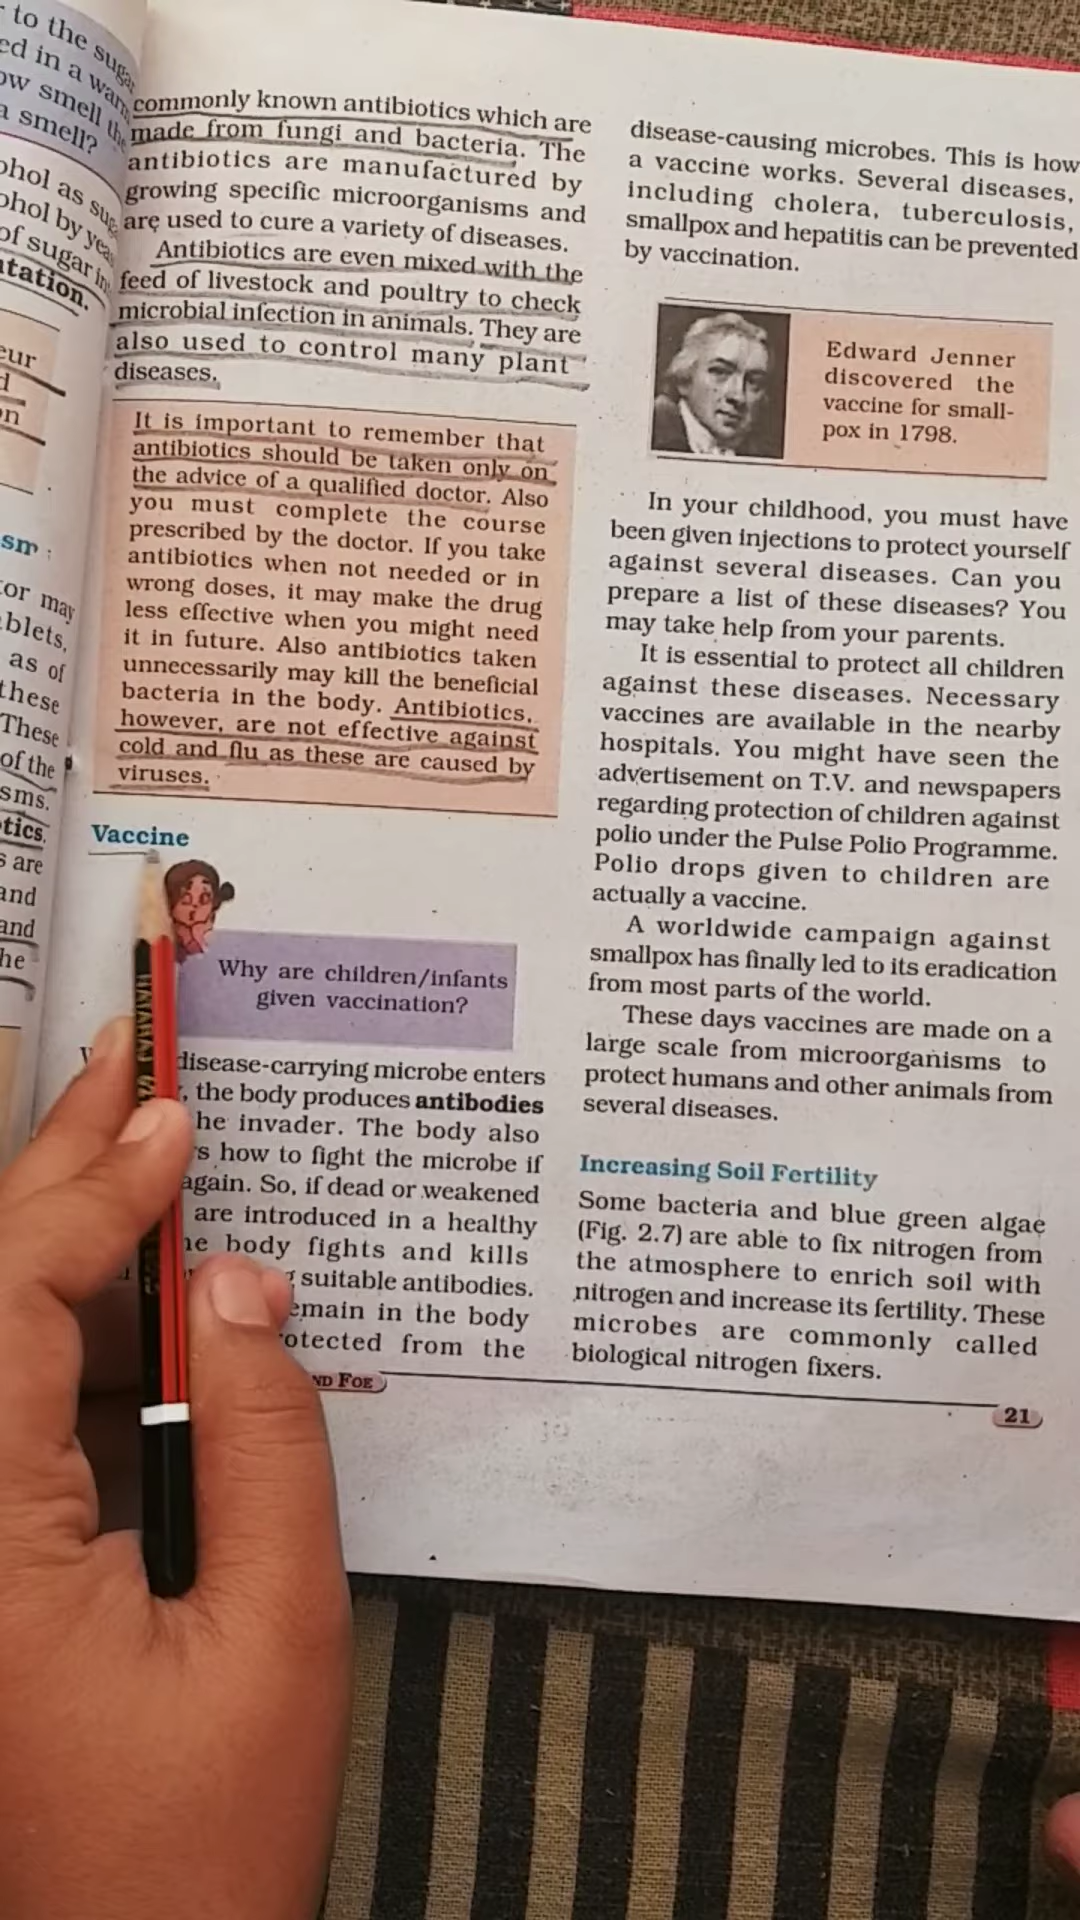 to the sugar
ed in a warm
ow smell the
a smell?
ohol as sugar
ohol by yeast
of sugar in
ntation.
eur
d
on
sm
tor may
ablets,
as of
these
These
of the
sms.
otics.
s are
and
and
he
commonly known antibiotics which are
made from fungi and bacteria. The
antibiotics are manufactured by
growing specific microorganisms and
are used to cure a variety of diseases.
Antibiotics are even mixed with the
feed of livestock and poultry to check
microbial infection in animals. They are
also used to control many plant
diseases.
It is important to remember that
antibiotics should be taken only on
the advice of a qualified doctor. Also
you must complete the course
prescribed by the doctor. If you take
antibiotics when not needed or in
wrong doses, it may make the drug
less effective when you might need
it in future. Also antibiotics taken
unnecessarily may kill the beneficial
bacteria in the body. Antibiotics,
however, are not effective against
cold and flu as these are caused by
viruses.
Vaccine
Why are children/infants
given vaccination?
disease-carrying microbe enters
, the body produces antibodies
he invader. The body also
s how to fight the microbe if
again. So, if dead or weakened
are introduced in a healthy
he body fights and kills
g suitable antibodies.
emain in the body
rotected from the
ND FOE
disease-causing microbes. This is how
a vaccine works. Several diseases,
including cholera, tuberculosis,
smallpox and hepatitis can be prevented
by vaccination.
Edward Jenner
discovered the
vaccine for small-
pox in 1798.
In your childhood, you must have
been given injections to protect yourself
against several diseases. Can you
prepare a list of these diseases? You
may take help from your parents.
It is essential to protect all children
against these diseases. Necessary
vaccines are available in the nearby
hospitals. You might have seen the
advertisement on T.V. and newspapers
regarding protection of children against
polio under the Pulse Polio Programme.
Polio drops given to children are
actually a vaccine.
A worldwide campaign against
smallpox has finally led to its eradication
from most parts of the world.
These days vaccines are made on a
large scale from microorganisms to
protect humans and other animals from
several diseases.
Increasing Soil Fertility
Some bacteria and blue green algae
(Fig. 2.7) are able to fix nitrogen from
the atmosphere to enrich soil with
nitrogen and increase its fertility. These
microbes are commonly called
biological nitrogen fixers.
21